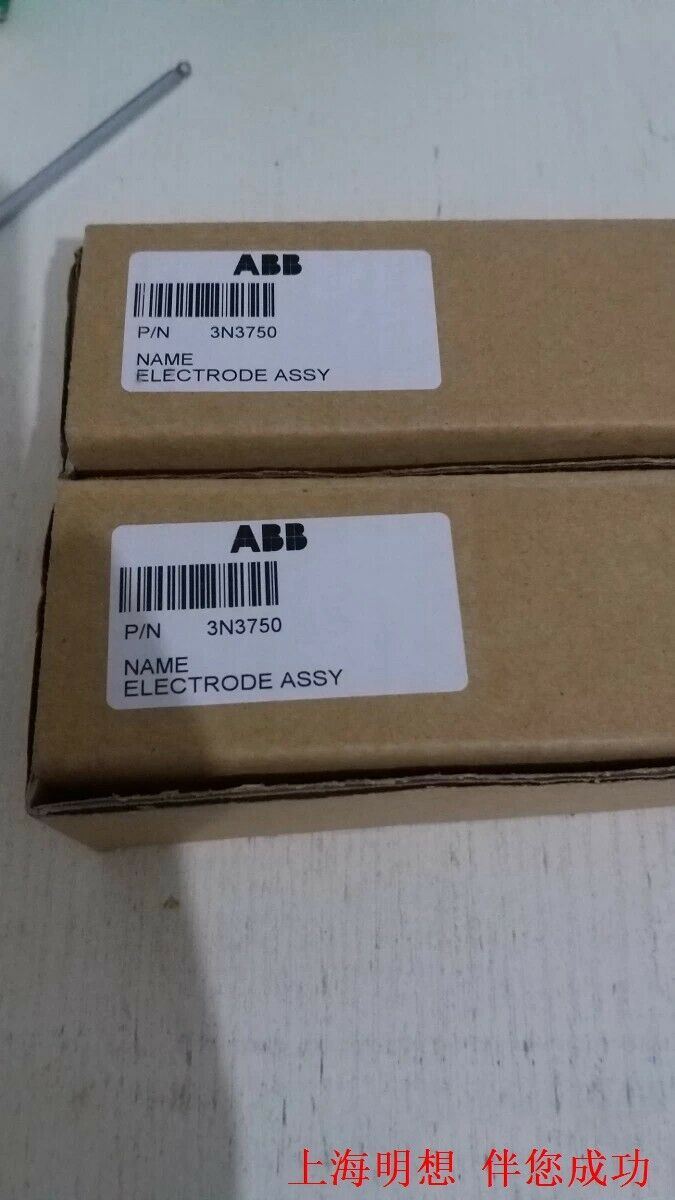 ABB
P/N 3N3750
NAME
ELECTRODE ASSY
ABB
P/N 3N3750
NAME
ELECTRODE ASSY
上海明想 伴您成功